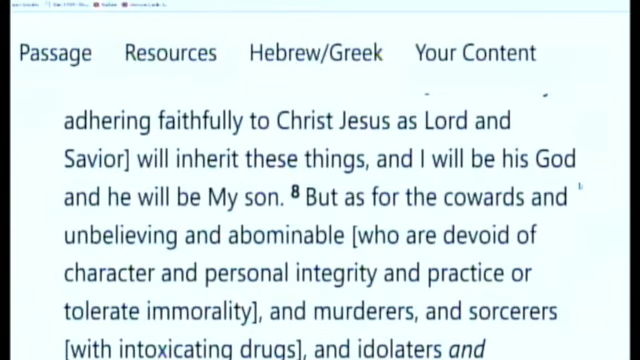 Passage Resources Hebrew/Greek Your Content
adhering faithfully to Christ Jesus as Lord and
Savior] will inherit these things, and I will be his God
and he will be My son. 8 But as for the cowards and
unbelieving and abominable [who are devoid of
character and personal integrity and practice or
tolerate immorality], and murderers, and sorcerers
[with intoxicating drugs], and idolaters and